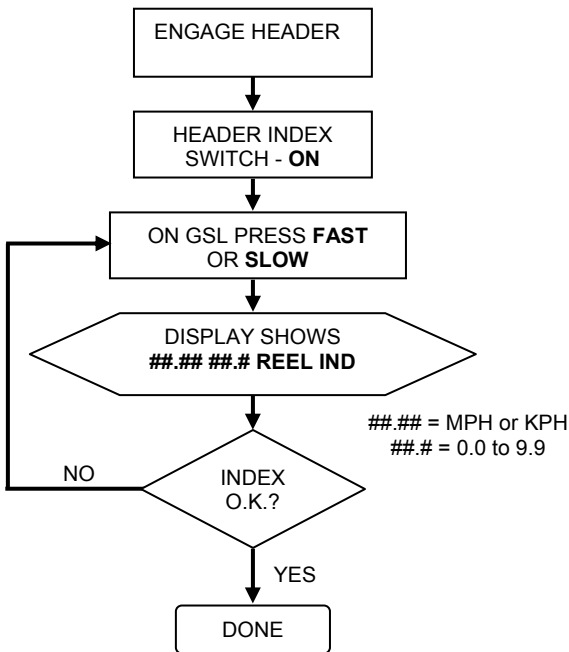 ENGAGE HEADER
HEADER INDEX
SWITCH - ON
ON GSL PRESS FAST
OR SLOW
DISPLAY SHOWS
##.## ##.# REEL IND
##.## = MPH or KPH
##.# = 0.0 to 9.9
NO
INDEX
O.K.?
YES
DONE